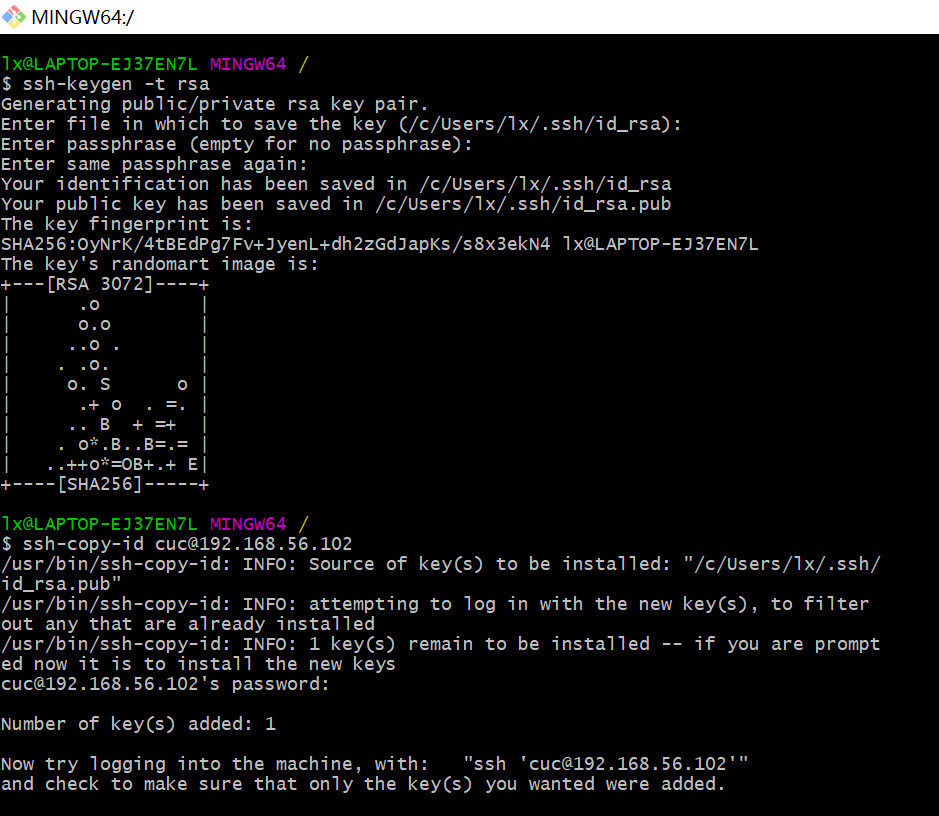 MINGW64:/
lx@LAPTOP-EJ37EN7L MINGW64 /
$ ssh-keygen -t rsa
Generating public/private rsa key pair.
Enter file in which to save the key (/c/Users/lx/.ssh/id_rsa):
Enter passphrase (empty for no passphrase):
Enter same passphrase again:
Your identification has been saved in /c/Users/lx/.ssh/id_rsa
Your public key has been saved in /c/Users/lx/.ssh/id_rsa.pub
The key fingerprint is:
SHA256:OyNrK/4tBEdPg7Fv+JyenL+dh2zGdJapKs/s8x3ekN4 lx@LAPTOP-EJ37EN7L
The key's randomart image is:
+---[RSA 3072]----+
|      .o         |
|      o.o        |
|     ..o .       |
|    . .o.        |
|     o. S      o |
|      .+ o  . =. |
|     .. B  + =+  |
|    . o*.B..B=.= |
|   ..++o*=OB+.+ E|
+----[SHA256]-----+
lx@LAPTOP-EJ37EN7L MINGW64 /
$ ssh-copy-id cuc@192.168.56.102
/usr/bin/ssh-copy-id: INFO: Source of key(s) to be installed: "/c/Users/lx/.ssh/
id_rsa.pub"
/usr/bin/ssh-copy-id: INFO: attempting to log in with the new key(s), to filter
out any that are already installed
/usr/bin/ssh-copy-id: INFO: 1 key(s) remain to be installed -- if you are prompt
ed now it is to install the new keys
cuc@192.168.56.102's password:
Number of key(s) added: 1
Now try logging into the machine, with:   "ssh 'cuc@192.168.56.102'"
and check to make sure that only the key(s) you wanted were added.